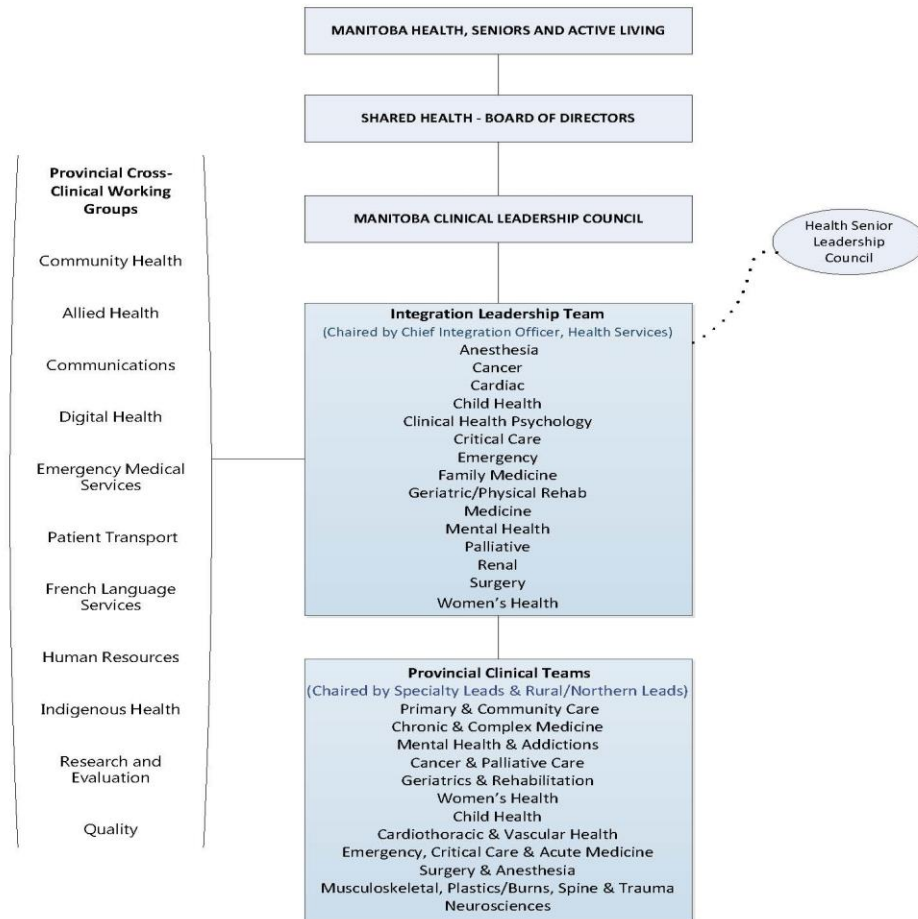 MANITOBA HEALTH, SENIORS AND ACTIVE LIVING
SHARED HEALTH - BOARD OF DIRECTORS
MANITOBA CLINICAL LEADERSHIP COUNCIL
Health Senior
Leadership
Council
Provincial Cross-
Clinical Working
Groups
Community Health
Allied Health
Communications
Digital Health
Emergency Medical
Services
Patient Transport
French Language
Services
Human Resources
Indigenous Health
Research and
Evaluation
Quality
Integration Leadership Team
(Chaired by Chief Integration Officer, Health Services)
Anesthesia
Cancer
Cardiac
Child Health
Clinical Health Psychology
Critical Care
Emergency
Family Medicine
Geriatric/Physical Rehab
Medicine
Mental Health
Palliative
Renal
Surgery
Women's Health
Provincial Clinical Teams
(Chaired by Specialty Leads & Rural/Northern Leads)
Primary & Community Care
Chronic & Complex Medicine
Mental Health & Addictions
Cancer & Palliative Care
Geriatrics & Rehabilitation
Women's Health
Child Health
Cardiothoracic & Vascular Health
Emergency, Critical Care & Acute Medicine
Surgery & Anesthesia
Musculoskeletal, Plastics/Burns, Spine & Trauma
Neurosciences